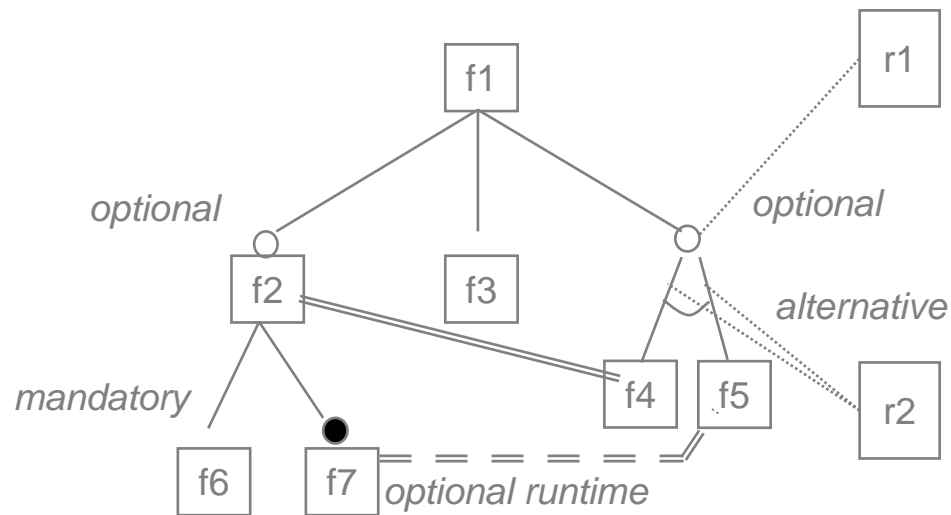 r1
f1
optional
optional
f2
f3
alternative
mandatory
f4
f5
r2
f6
f7
optional runtime